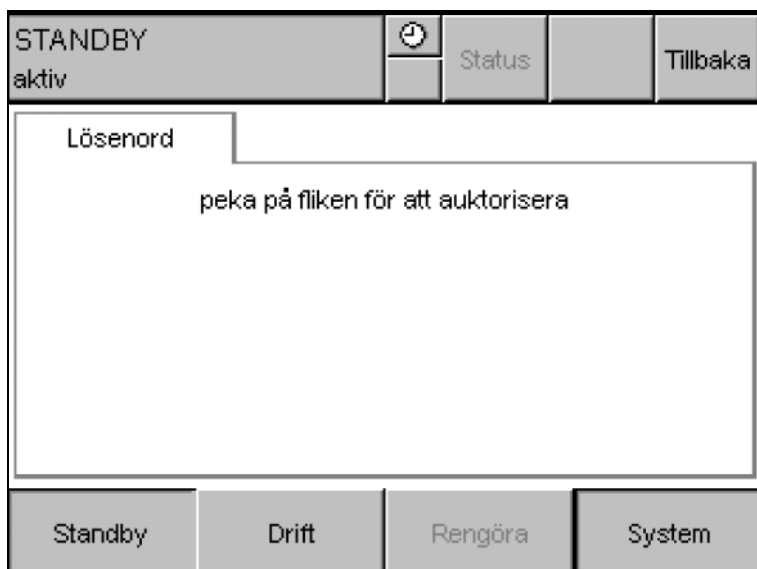 STANDBY
aktiv
Status
Tillbaka
Lösenord
peka på fliken för att auktorisera
Standby
Drift
Rengöra
System